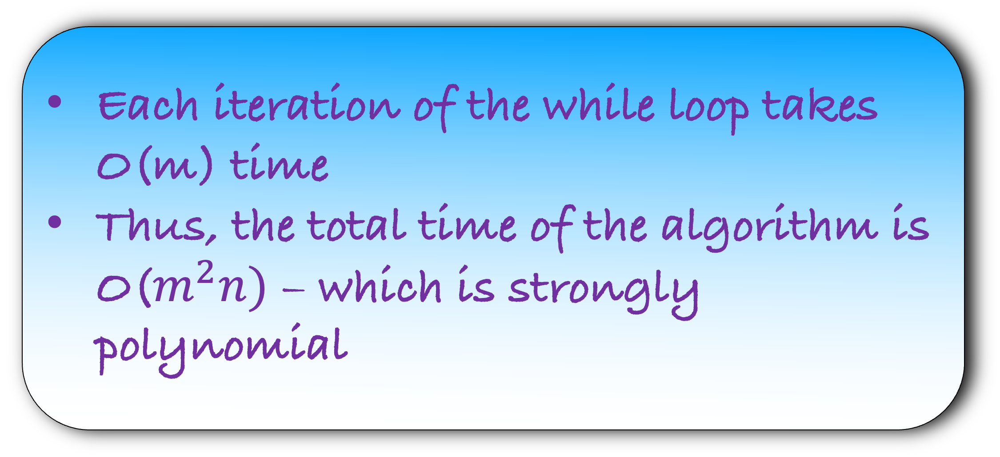 • Each iteration of the while loop takes
O(m) time
• Thus, the total time of the algorithm is
O(m²n) – which is strongly
polynomial